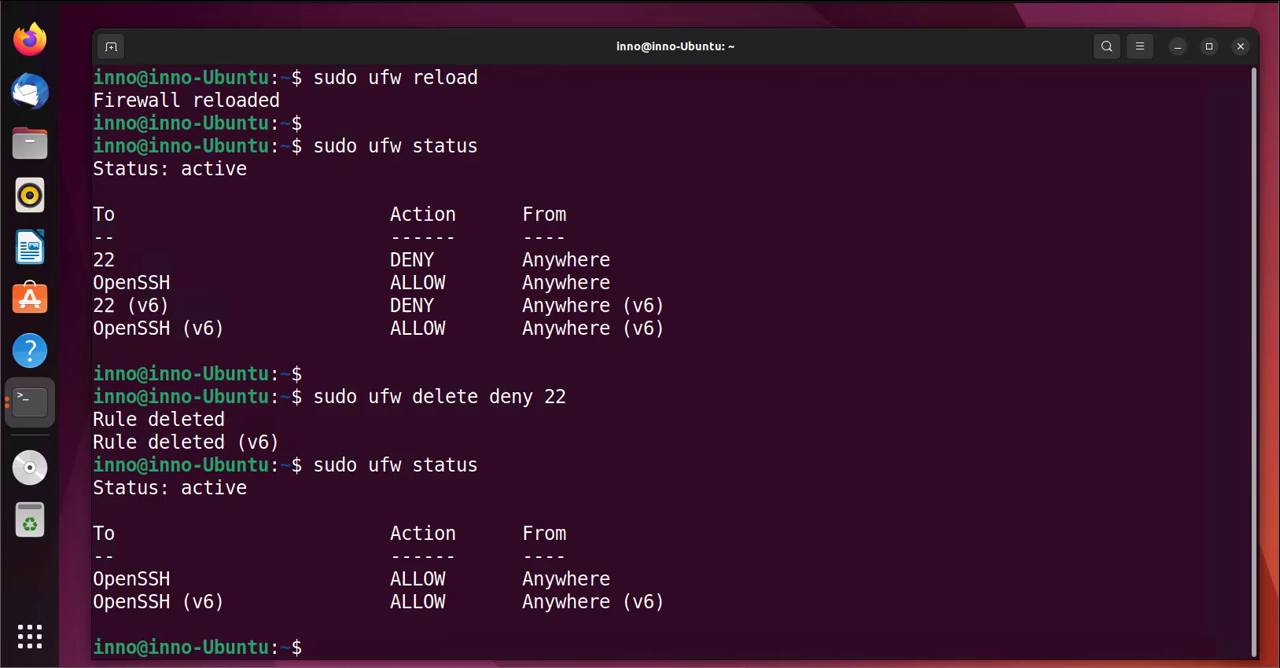 inno@inno-Ubuntu: ~
inno@inno-Ubuntu:~$ sudo ufw reload
Firewall reloaded
inno@inno-Ubuntu:~$
inno@inno-Ubuntu:~$ sudo ufw status
Status: active
To Action From
-- ------ ----
22 DENY Anywhere
OpenSSH ALLOW Anywhere
22 (v6) DENY Anywhere (v6)
OpenSSH (v6) ALLOW Anywhere (v6)
inno@inno-Ubuntu:~$
inno@inno-Ubuntu:~$ sudo ufw delete deny 22
Rule deleted
Rule deleted (v6)
inno@inno-Ubuntu:~$ sudo ufw status
Status: active
To Action From
-- ------ ----
OpenSSH ALLOW Anywhere
OpenSSH (v6) ALLOW Anywhere (v6)
inno@inno-Ubuntu:~$